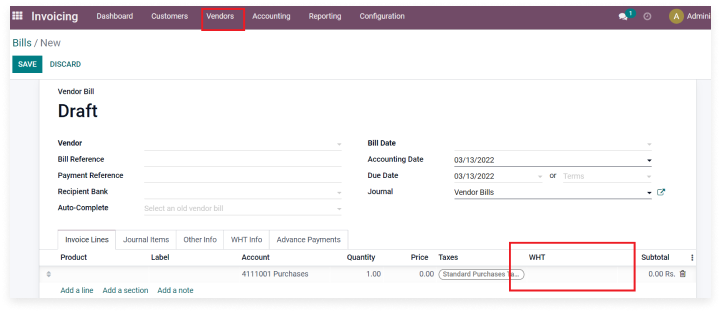 Invoicing Dashboard Customers Vendors Accounting Reporting Configuration 1 A Admini
Bills / New
SAVE DISCARD
Vendor Bill
Draft
Vendor Bill Date
Bill Reference Accounting Date 03/13/2022
Payment Reference Due Date 03/13/2022 or Terms
Recipient Bank Journal Vendor Bills
Auto-Complete Select an old vendor bill
Invoice Lines Journal Items Other Info WHT Info Advance Payments
Product Label Account Quantity Price Taxes WHT Subtotal
4111001 Purchases 1.00 0.00 Standard Purchases Ta... 0.00 Rs.
Add a line Add a section Add a note